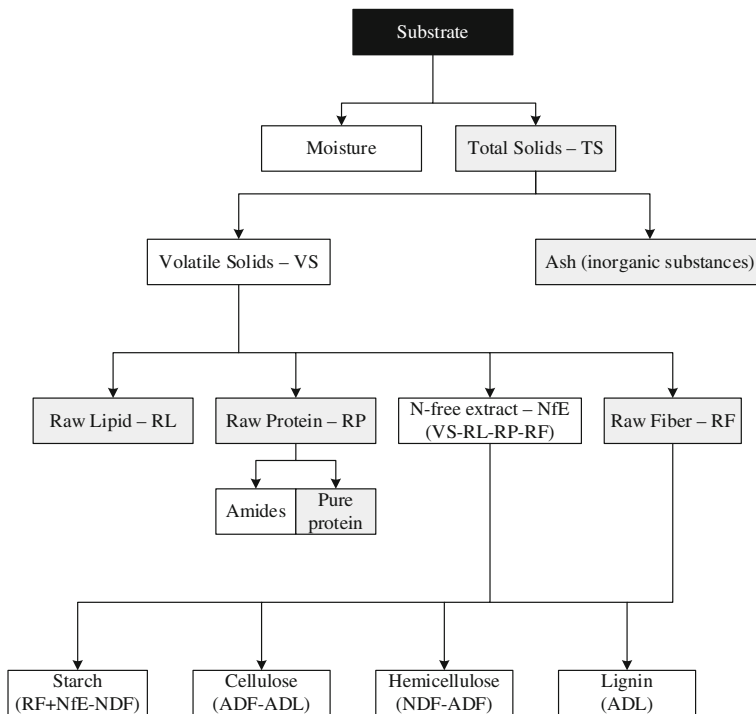 Substrate
Moisture
Total Solids – TS
Volatile Solids – VS
Ash (inorganic substances)
Raw Lipid – RL
Raw Protein – RP
N-free extract – NfE
(VS-RL-RP-RF)
Raw Fiber – RF
Amides
Pure
protein
Starch
(RF+NfE-NDF)
Cellulose
(ADF-ADL)
Hemicellulose
(NDF-ADF)
Lignin
(ADL)